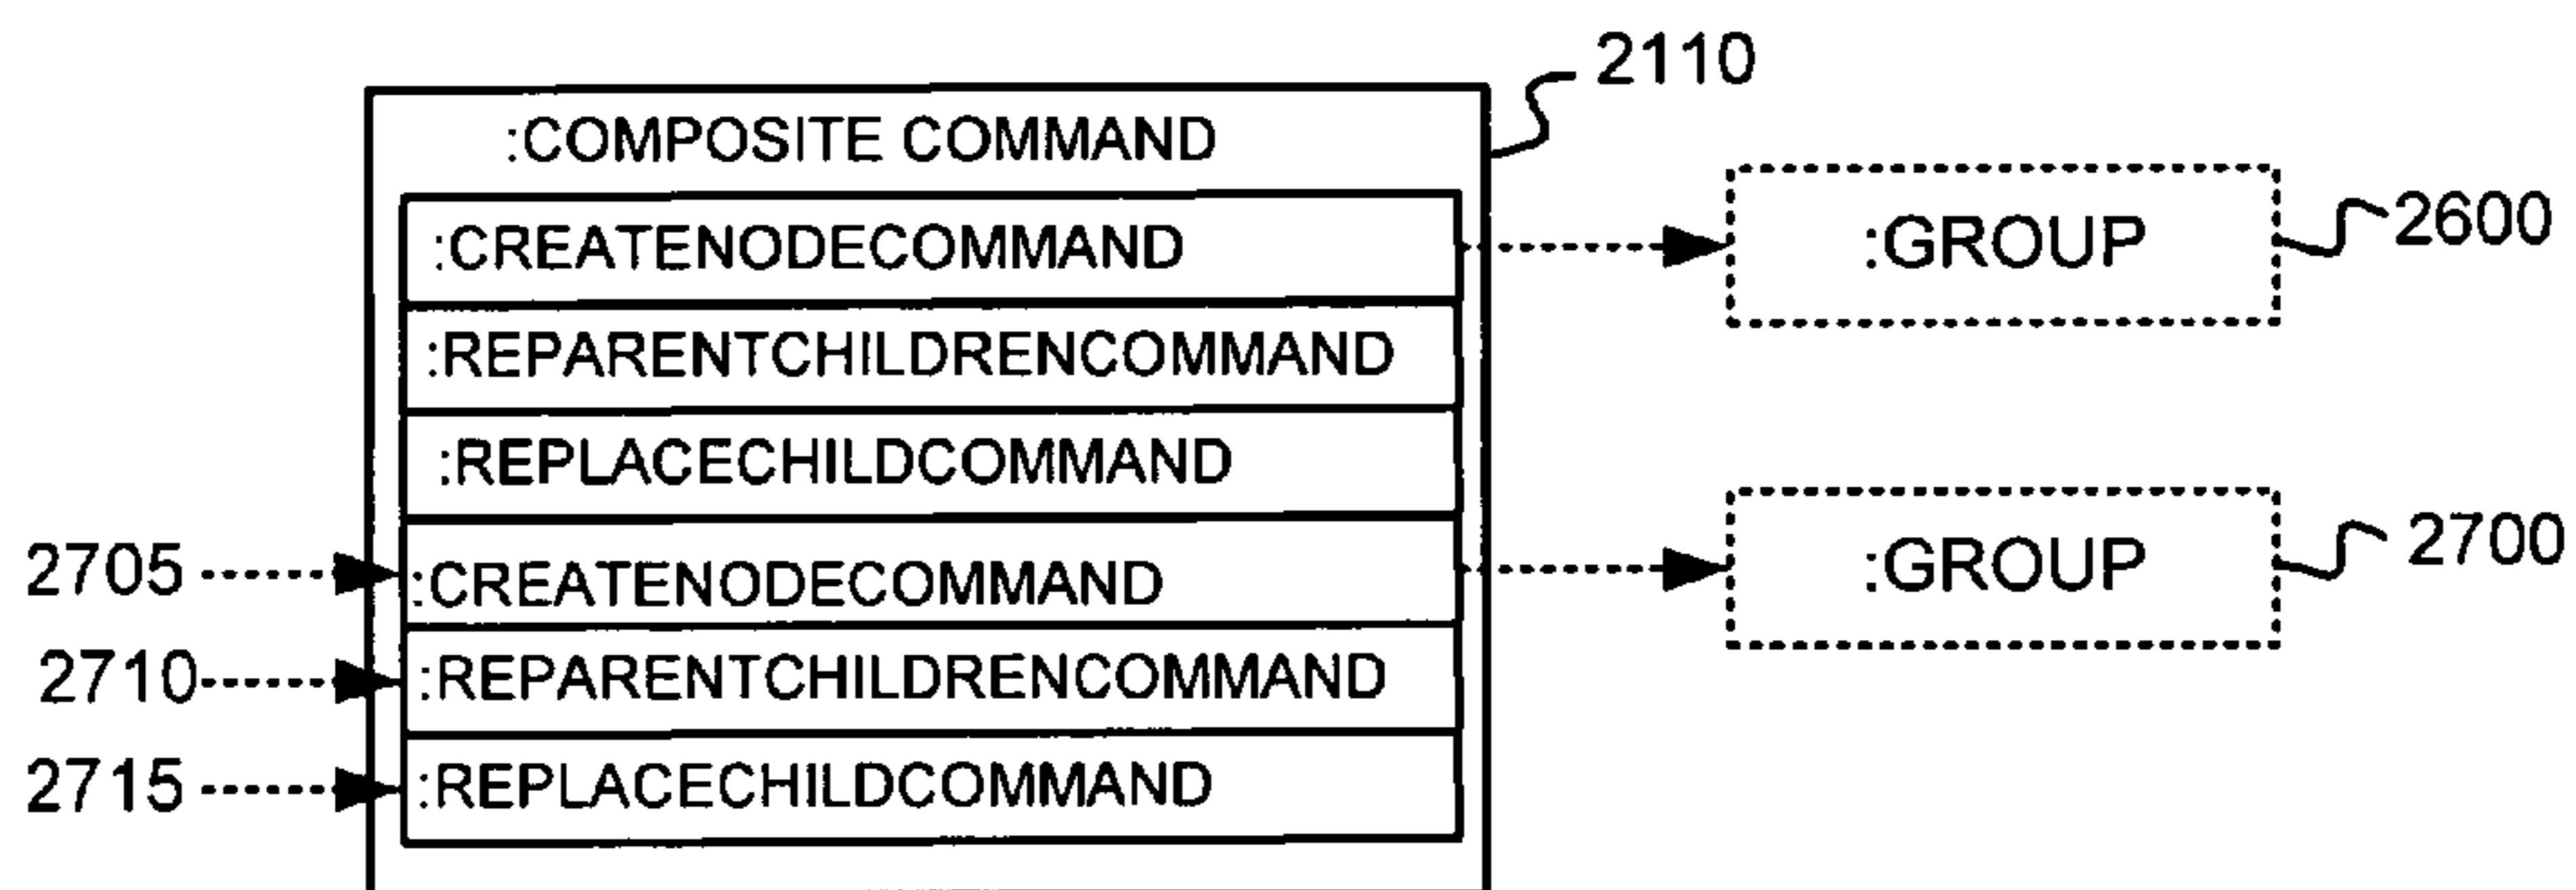 2110
:COMPOSITE COMMAND
:CREATENODECOMMAND
:GROUP
2600
:REPARENTCHILDRENCOMMAND
:REPLACECHILDCOMMAND
2705
:CREATENODECOMMAND
:GROUP
2700
2710
:REPARENTCHILDRENCOMMAND
2715
:REPLACECHILDCOMMAND